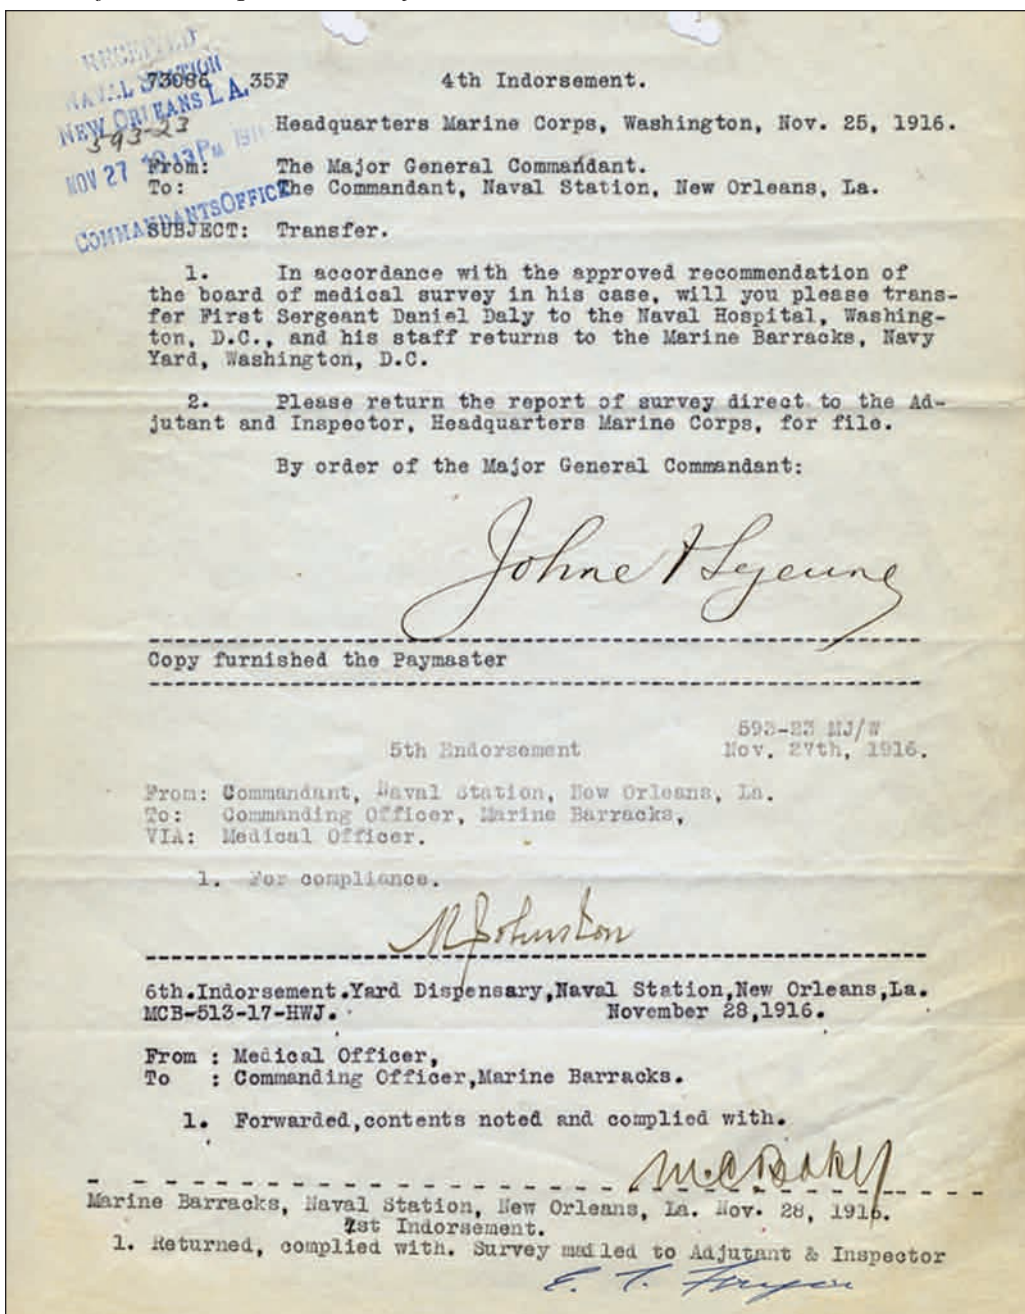 RECEIVED
NAVAL STATION
NEW ORLEANS LA.
593-23
NOV 27 PM 191
COMMANDANTS OFFICE
73086 35F 4th Indorsement.
Headquarters Marine Corps, Washington, Nov. 25, 1916.
From: The Major General Commandant.
To: The Commandant, Naval Station, New Orleans, La.
SUBJECT: Transfer.
1. In accordance with the approved recommendation of
the board of medical survey in his case, will you please trans-
fer First Sergeant Daniel Daly to the Naval Hospital, Washing-
ton, D.C., and his staff returns to the Marine Barracks, Navy
Yard, Washington, D.C.
2. Please return the report of survey direct to the Ad-
jutant and Inspector, Headquarters Marine Corps, for file.
By order of the Major General Commandant:
John A Lejeune
Copy furnished the Paymaster
593-23 MJ/W
5th Endorsement Nov. 27th, 1916.
From: Commandant, Naval Station, New Orleans, La.
To: Commanding Officer, Marine Barracks,
VIA: Medical Officer.
1. For compliance.
M Johnston
6th.Indorsement.Yard Dispensary,Naval Station,New Orleans,La.
MCB-513-17-HWJ. November 28,1916.
From : Medical Officer,
To : Commanding Officer,Marine Barracks.
1. Forwarded,contents noted and complied with.
M.C. Baker
Marine Barracks, Naval Station, New Orleans, La. Nov. 28, 1916.
Indorsement.
1. Returned, complied with. Survey mailed to Adjutant & Inspector
E. T.